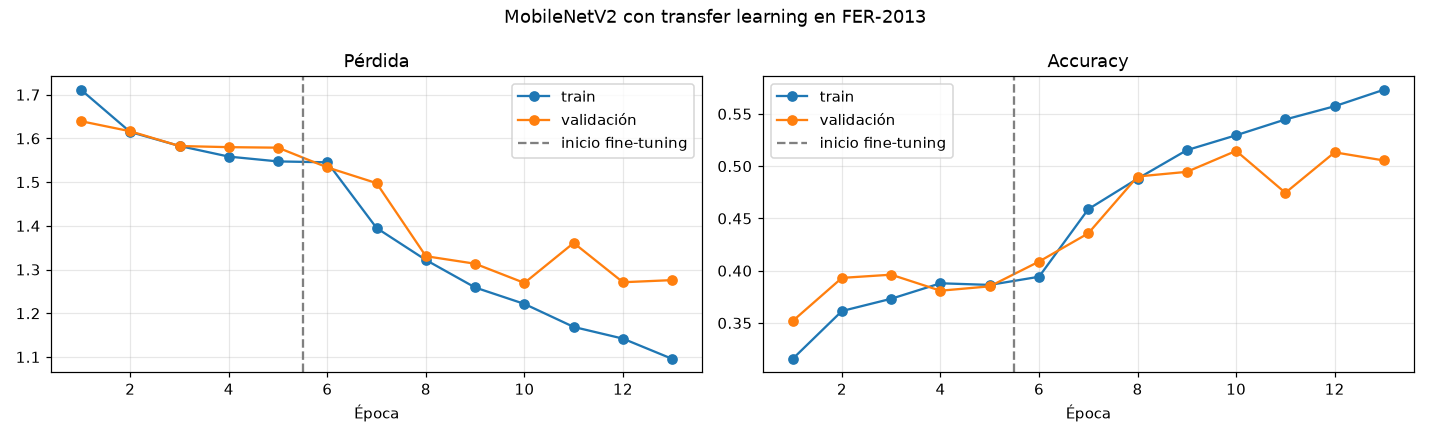 MobileNetV2 con transfer learning en FER-2013
Pérdida
1.7
1.6
1.5
1.4
1.3
1.2
1.1
train
validación
inicio fine-tuning
2 4 6 8 10 12
Época
Accuracy
0.55
0.50
0.45
0.40
0.35
train
validación
inicio fine-tuning
2 4 6 8 10 12
Época